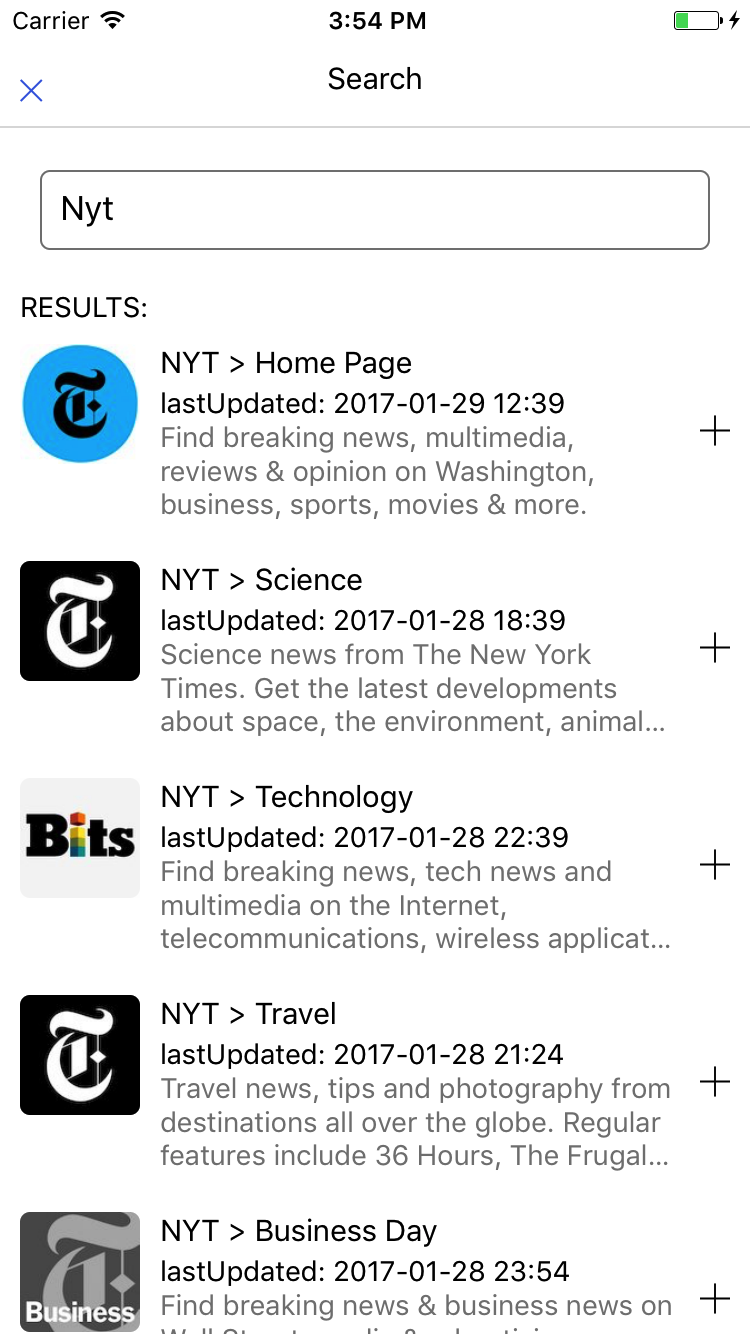 Carrier
3:54 PM
Search
Nyt
RESULTS:
NYT > Home Page
lastUpdated: 2017-01-29 12:39
Find breaking news, multimedia,
reviews & opinion on Washington,
business, sports, movies & more.
NYT > Science
lastUpdated: 2017-01-28 18:39
Science news from The New York
Times. Get the latest developments
about space, the environment, animal...
Bits
NYT > Technology
lastUpdated: 2017-01-28 22:39
Find breaking news, tech news and
multimedia on the Internet,
telecommunications, wireless applicat...
NYT > Travel
lastUpdated: 2017-01-28 21:24
Travel news, tips and photography from
destinations all over the globe. Regular
features include 36 Hours, The Frugal...
Business
NYT > Business Day
lastUpdated: 2017-01-28 23:54
Find breaking news & business news on